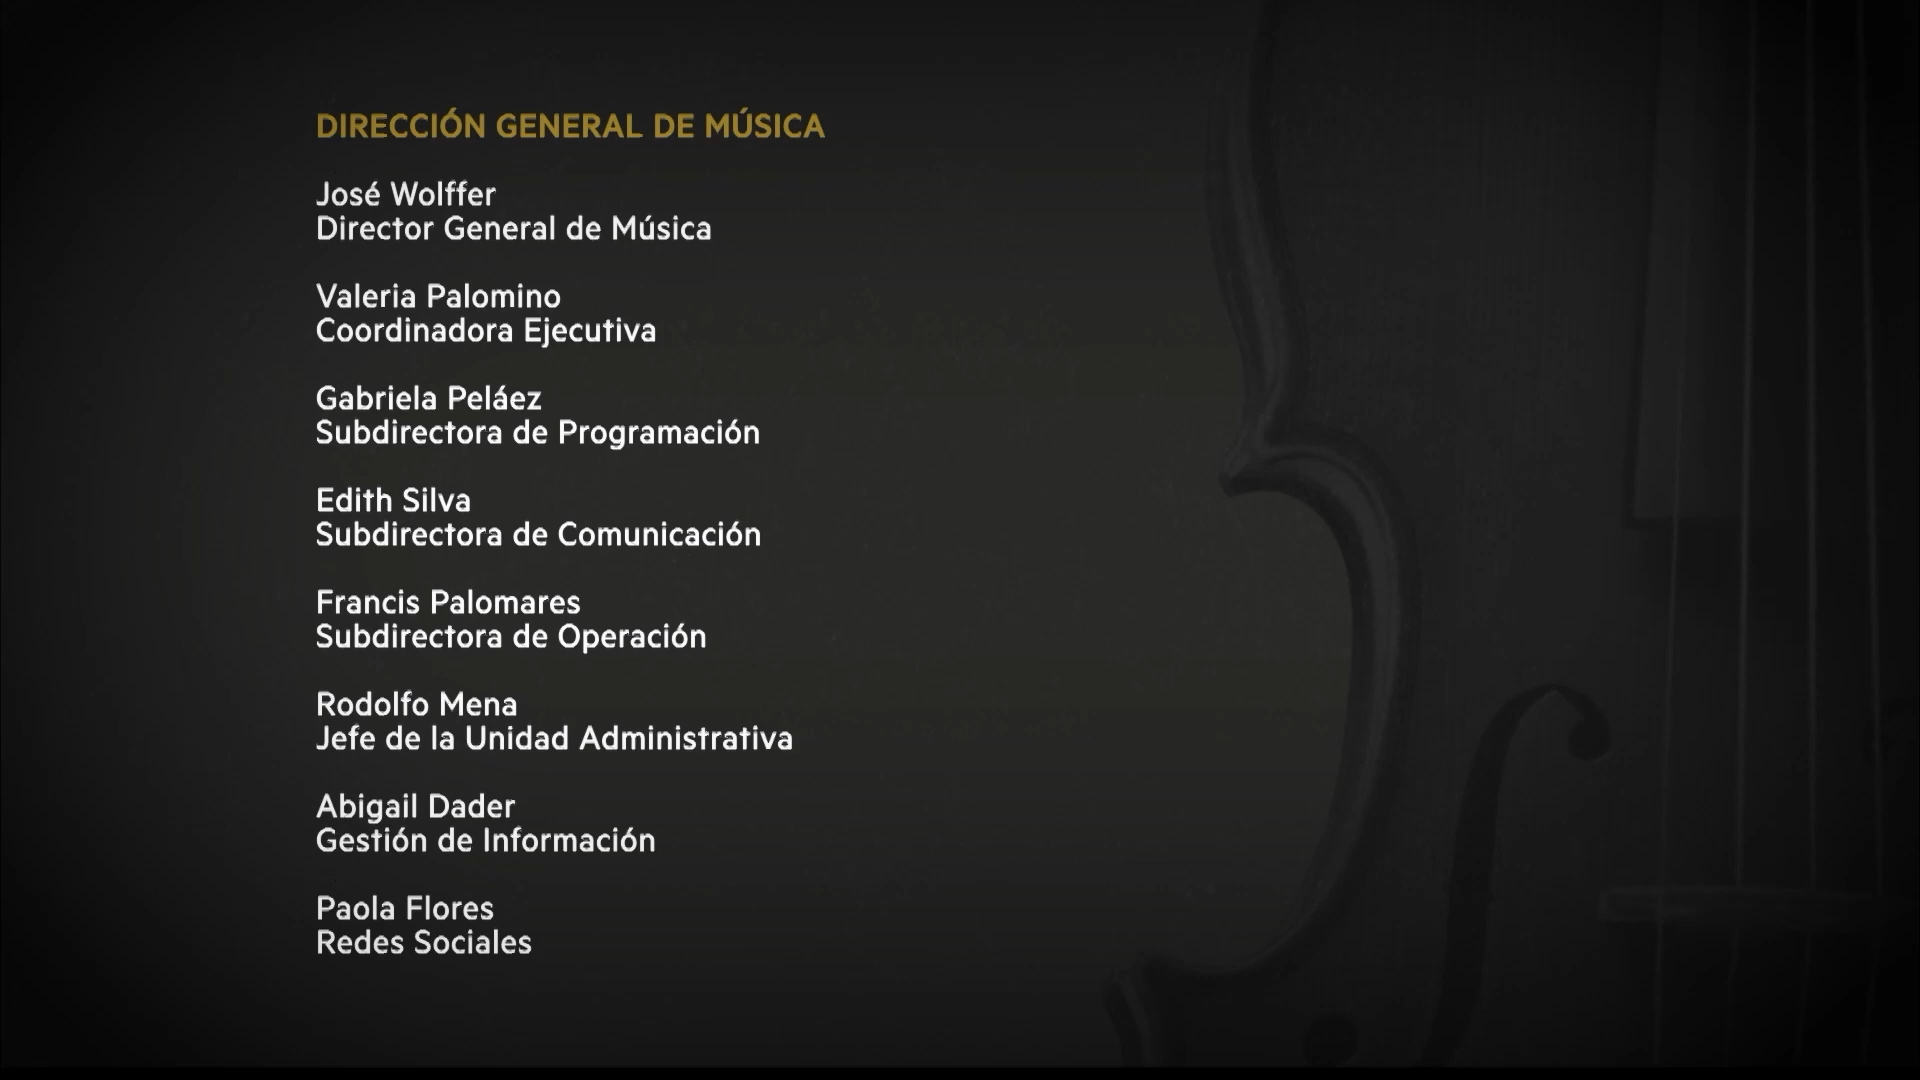 DIRECCIÓN GENERAL DE MÚSICA
José Wolffer
Director General de Música
Valeria Palomino
Coordinadora Ejecutiva
Gabriela Peláez
Subdirectora de Programación
Edith Silva
Subdirectora de Comunicación
Francis Palomares
Subdirectora de Operación
Rodolfo Mena
Jefe de la Unidad Administrativa
Abigail Dader
Gestión de Información
Paola Flores
Redes Sociales